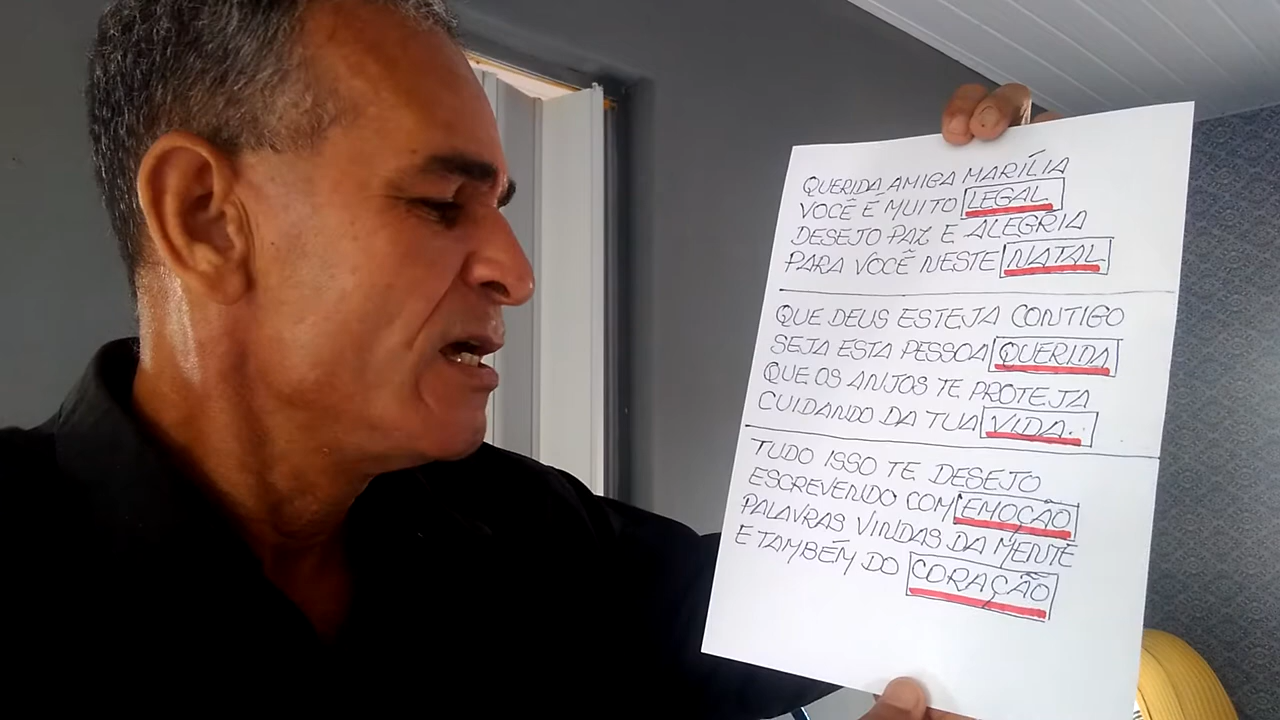 QUERIDA AMIGA MARÍLIA
VOCÊ É MUITO LEGAL
DESEJO PAZ E ALEGRIA
PARA VOCÊ NESTE NATAL
QUE DEUS ESTEJA CONTIGO
SEJA ESTA PESSOA QUERIDA
QUE OS ANJOS TE PROTEJA
CUIDANDO DA TUA VIDA.
TUDO ISSO TE DESEJO
ESCREVENDO COM EMOÇÃO
PALAVRAS VINDAS DA MENTE
E TAMBÉM DO CORAÇÃO